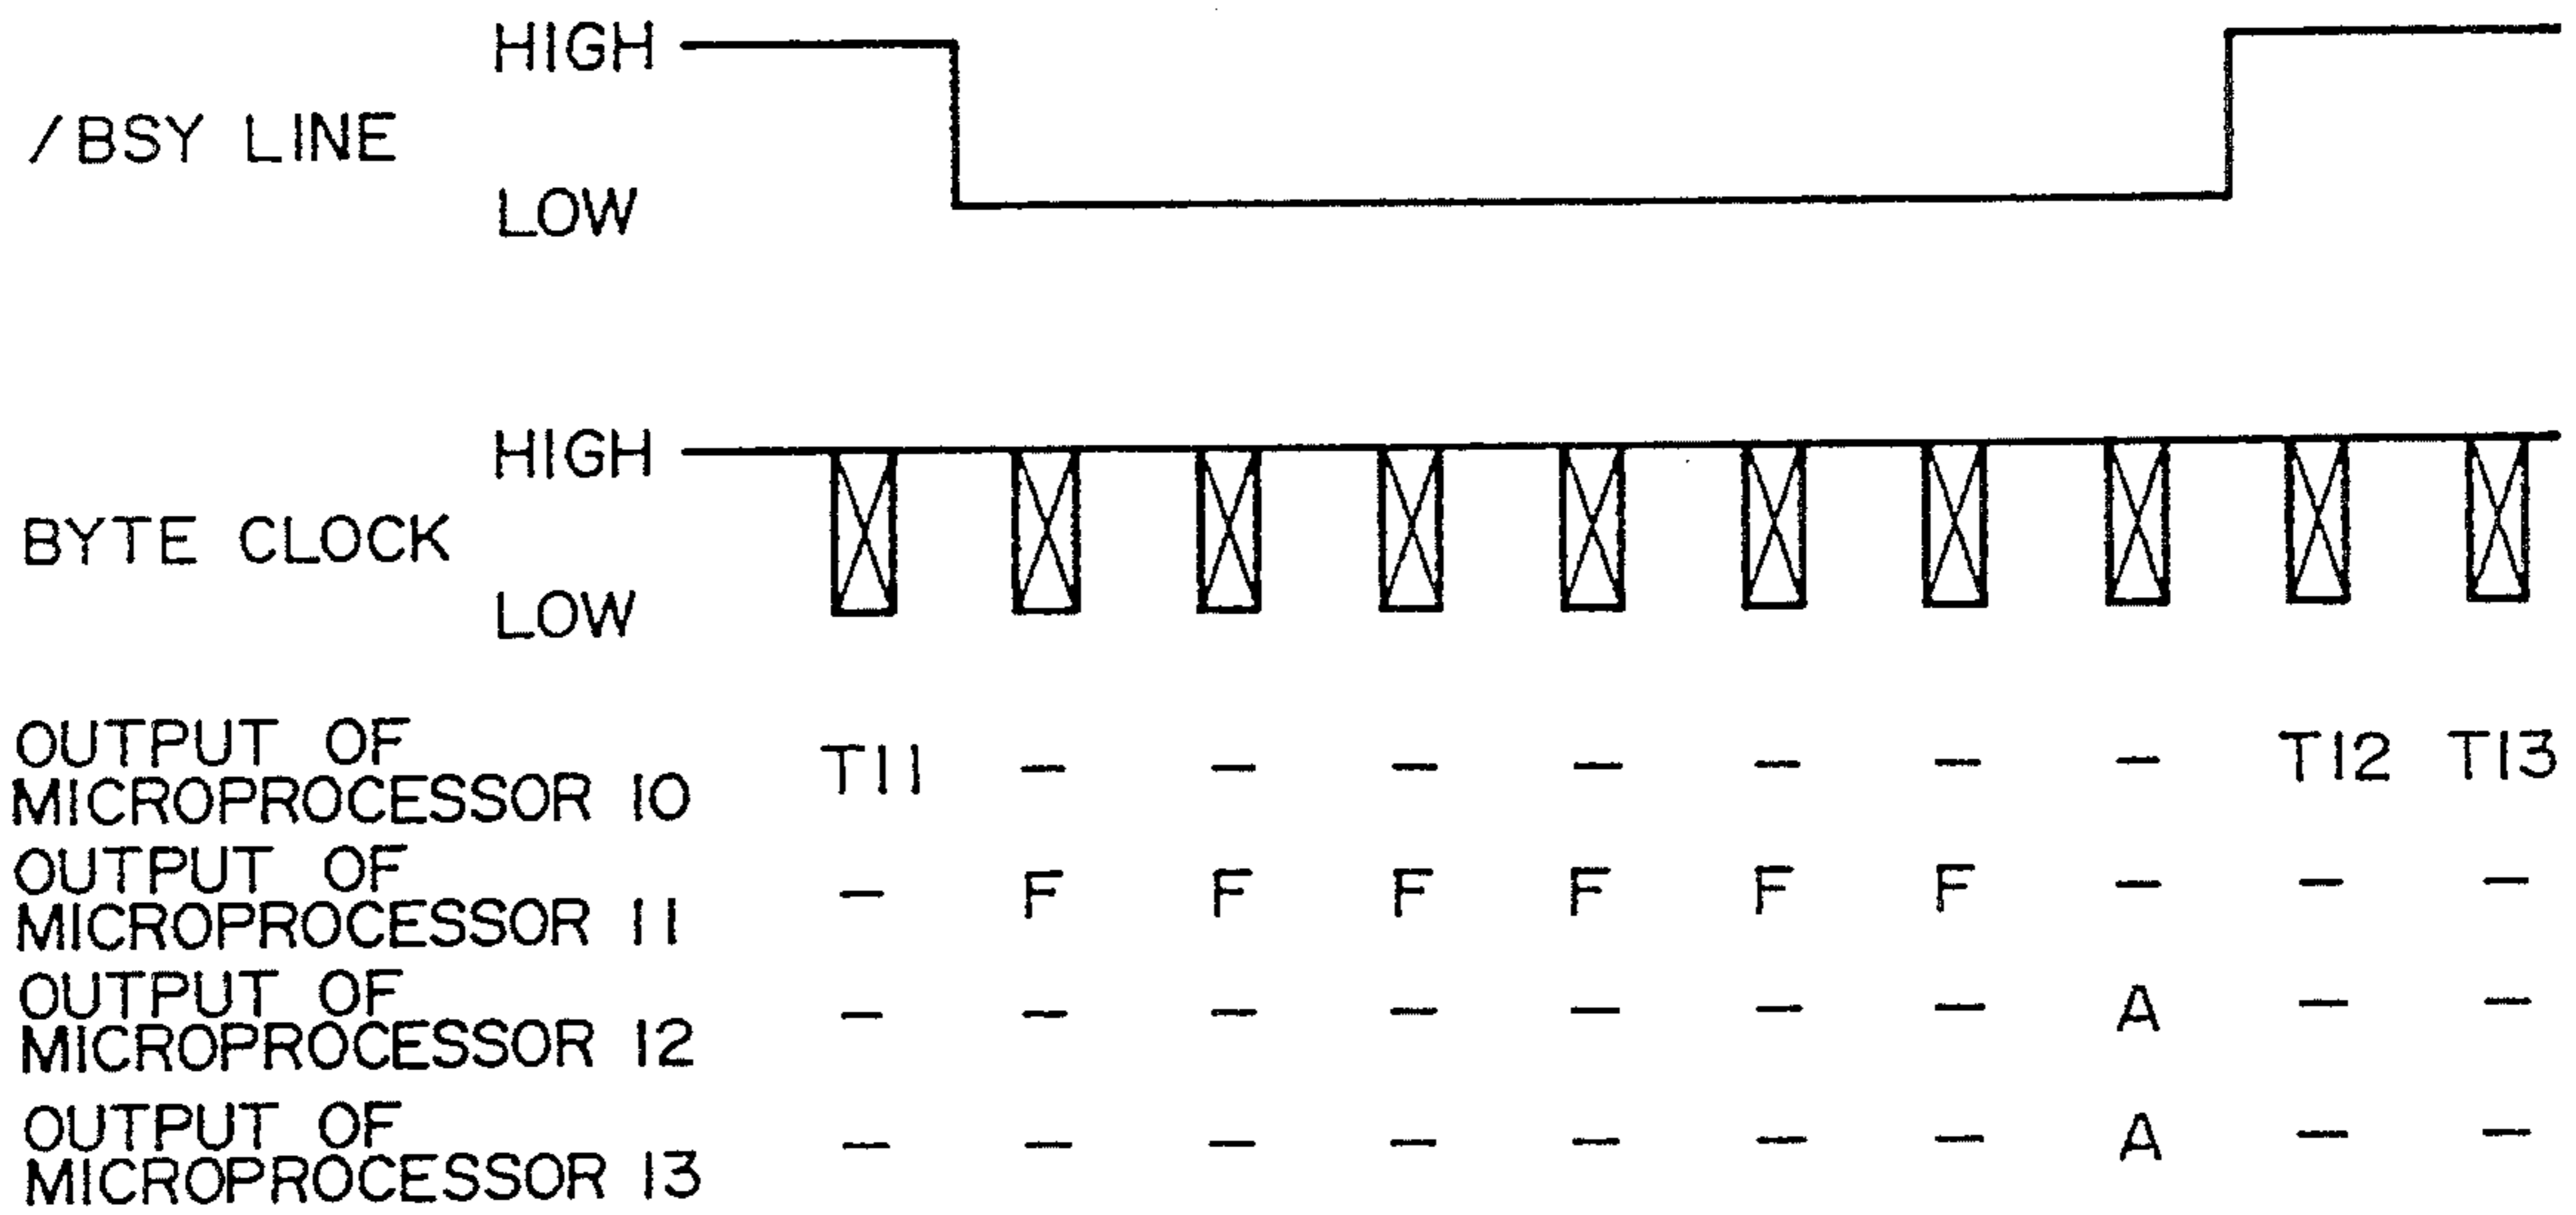 HIGH
/BSY LINE
LOW
HIGH
BYTE CLOCK
LOW
OUTPUT OF
MICROPROCESSOR 10 T11 - - - - - - - T12 T13
OUTPUT OF
MICROPROCESSOR 11 - F F F F F F - - -
OUTPUT OF
MICROPROCESSOR 12 - - - - - - - A - -
OUTPUT OF
MICROPROCESSOR 13 - - - - - - - A - -